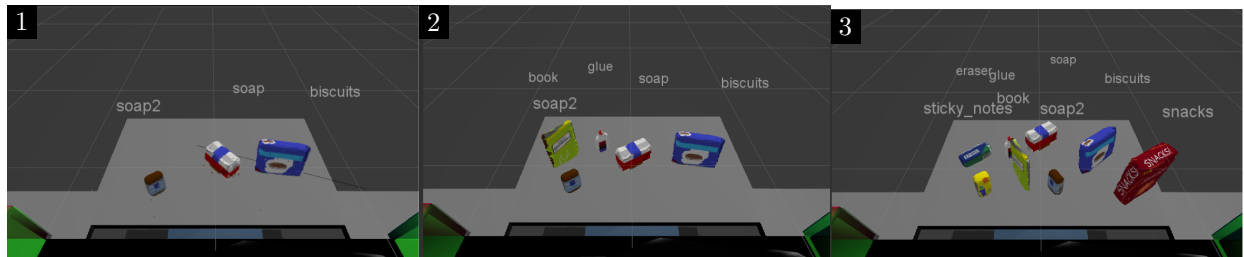 1
soap2
soap
biscuits
2
book
glue
soap
biscuits
soap2
3
eraser
glue
soap
biscuits
book
sticky_notes
soap2
snacks
SNACKS!
SNACKS!